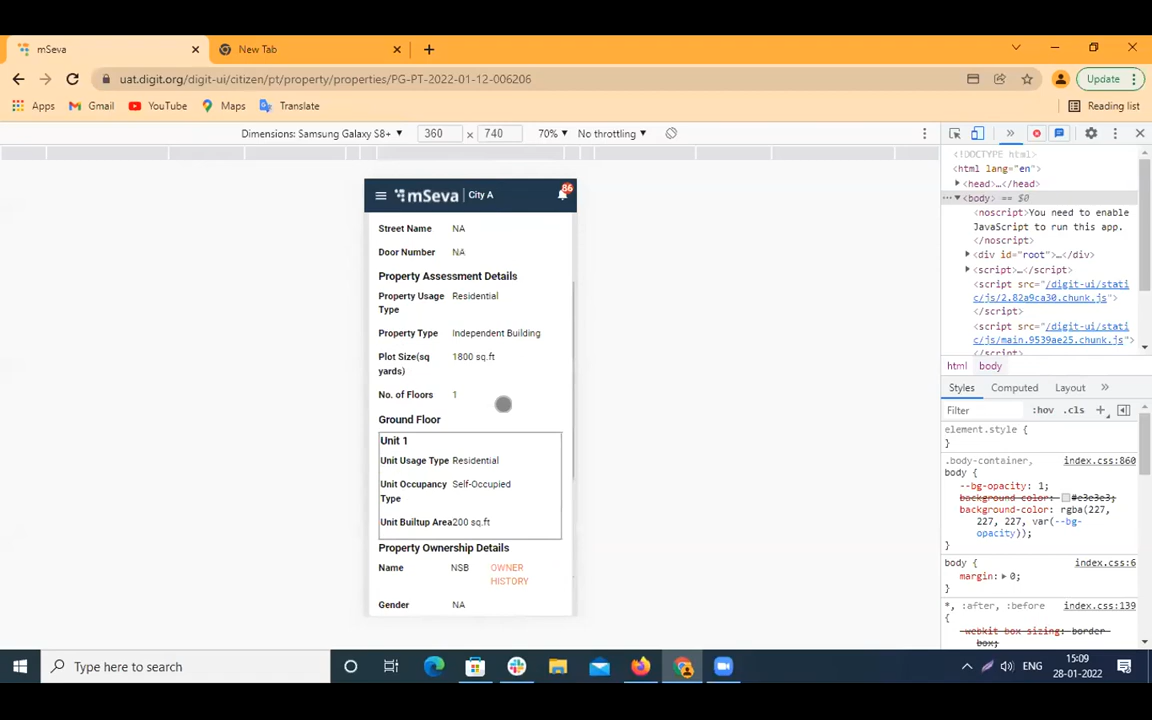 mSeva
New Tab
uat.digit.org/digit-ui/citizen/pt/property/properties/PG-PT-2022-01-12-006206
Update
Apps
Gmail
YouTube
Maps
Translate
Reading list
Dimensions: Samsung Galaxy S8+
360 x 740
70%
No throttling
mSeva
City A
86
Street Name NA
Door Number NA
Property Assessment Details
Property Usage Residential
Type
Property Type Independent Building
Plot Size(sq 1800 sq.ft
yards)
No. of Floors 1
Ground Floor
Unit 1
Unit Usage Type Residential
Unit Occupancy Self-Occupied
Type
Unit Builtup Area 200 sq.ft
Property Ownership Details
Name NSB OWNER
HISTORY
Gender NA
<!DOCTYPE html>
<html lang="en">
<head>…</head>
<body> == $0
<noscript>You need to enable
JavaScript to run this app.
</noscript>
<div id="root">…</div>
<script>…</script>
<script src="/digit-ui/stati
c/js/2.82a9ca30.chunk.js">
</script>
<script src="/digit-ui/stati
c/js/main.9539ae25.chunk.js">
</script>
html body
Styles Computed Layout
Filter :hov .cls
element.style {
}
.body-container, index.css:860
body {
--bg-opacity: 1;
background-color: #e3e3e3;
background-color: rgba(227,
227, 227, var(--bg-
opacity));
}
body { index.css:6
margin: 0;
}
*, :after, :before index.css:139
{
-webkit-box-sizing: border-
box;
Type here to search
ENG
15:09
28-01-2022